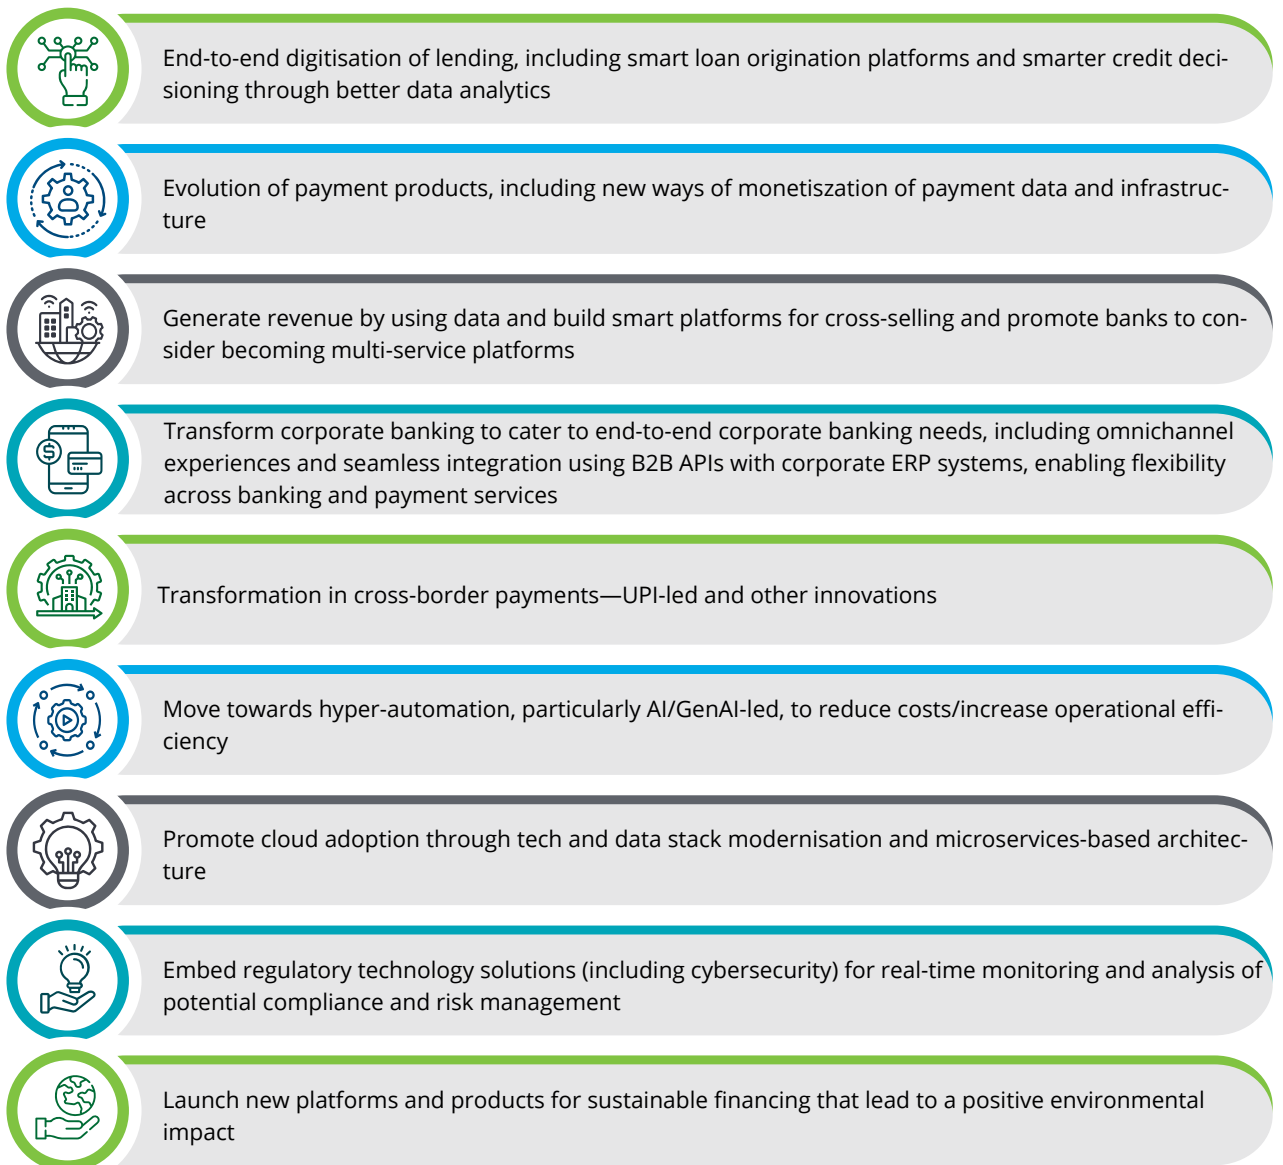 End-to-end digitisation of lending, including smart loan origination platforms and smarter credit deci-
sioning through better data analytics
Evolution of payment products, including new ways of monetiszation of payment data and infrastruc-
ture
Generate revenue by using data and build smart platforms for cross-selling and promote banks to con-
sider becoming multi-service platforms
Transform corporate banking to cater to end-to-end corporate banking needs, including omnichannel
experiences and seamless integration using B2B APIs with corporate ERP systems, enabling flexibility
across banking and payment services
Transformation in cross-border payments—UPI-led and other innovations
Move towards hyper-automation, particularly AI/GenAI-led, to reduce costs/increase operational effi-
ciency
Promote cloud adoption through tech and data stack modernisation and microservices-based architec-
ture
Embed regulatory technology solutions (including cybersecurity) for real-time monitoring and analysis of
potential compliance and risk management
Launch new platforms and products for sustainable financing that lead to a positive environmental
impact